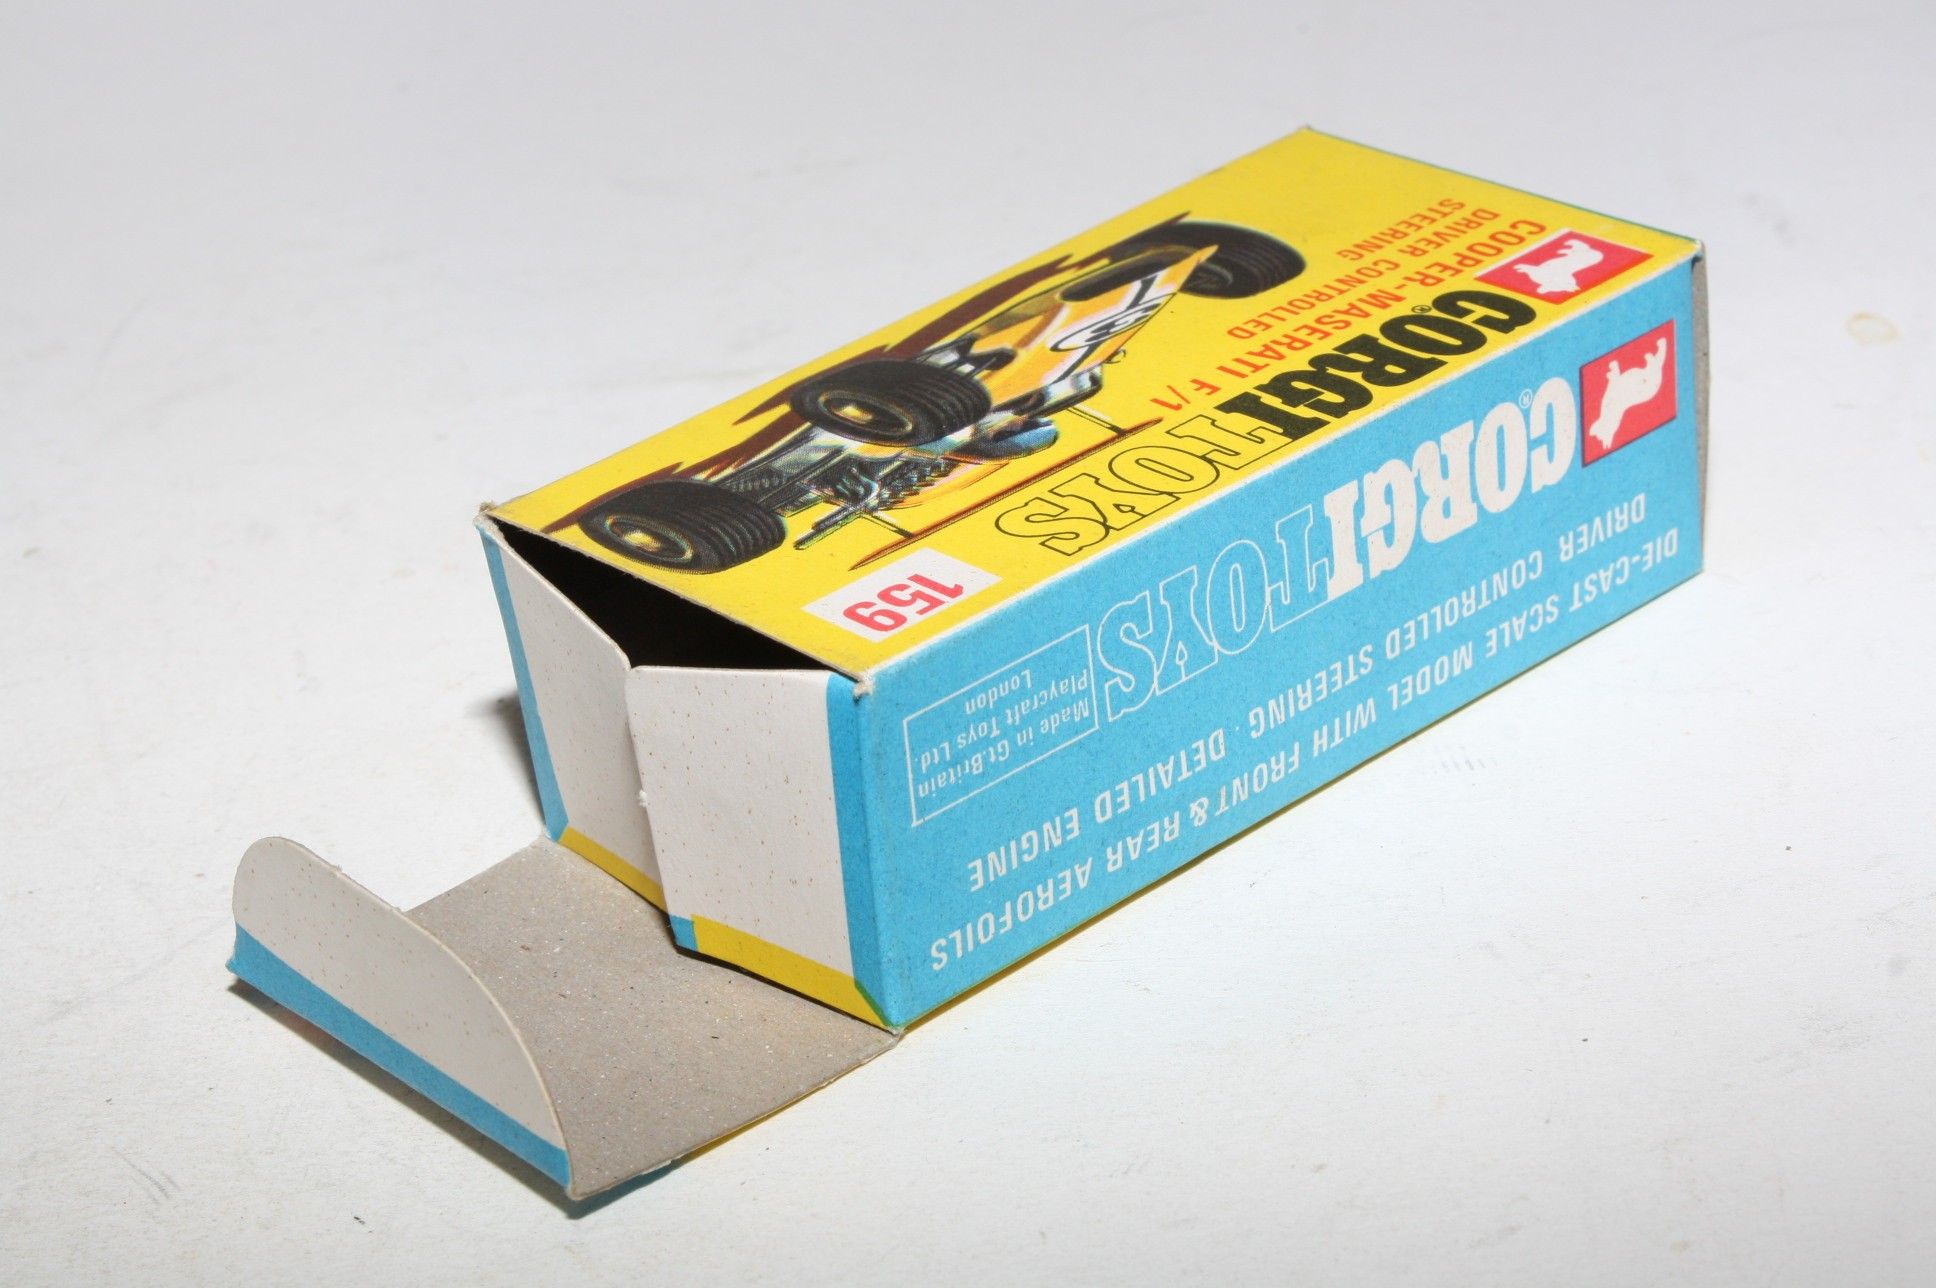 CORGI® TOYS
COOPER-MASERATI F/1
DRIVER CONTROLLED
STEERING
3
159
CORGI® TOYS
Made in Gt.Britain
Playcraft Toys Ltd.
London
DRIVER CONTROLLED STEERING · DETAILED ENGINE
DIE-CAST SCALE MODEL WITH FRONT & REAR AEROFOILS